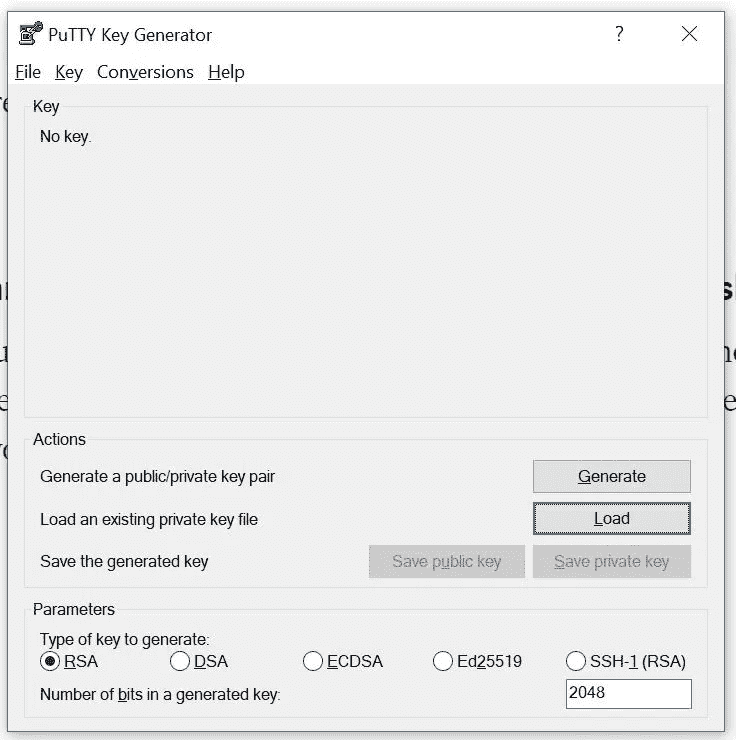 PuTTY Key Generator ?
File Key Conversions Help
Key
No key.
Actions
Generate a public/private key pair Generate
Load an existing private key file Load
Save the generated key Save public key Save private key
Parameters
Type of key to generate:
RSA DSA ECDSA Ed25519 SSH-1 (RSA)
Number of bits in a generated key: 2048